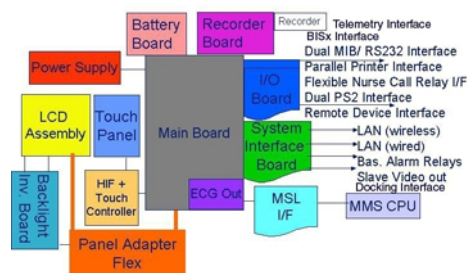 Battery
Board
Recorder
Board
Recorder
Telemetry Interface
BISx Interface
Dual MIB/ RS232 Interface
Parallel Printer Interface
Flexible Nurse Call Relay I/F
Dual PS2 Interface
Remote Device Interface
Power Supply
I/O
Board
LCD
Assembly
Touch
Panel
Main Board
System
Interface
Board
LAN (wireless)
LAN (wired)
Bas. Alarm Relays
Slave Video out
Docking Interface
Backlight
Inv. Board
HIF +
Touch
Controller
ECG Out
MSL
I/F
MMS CPU
Panel Adapter
Flex